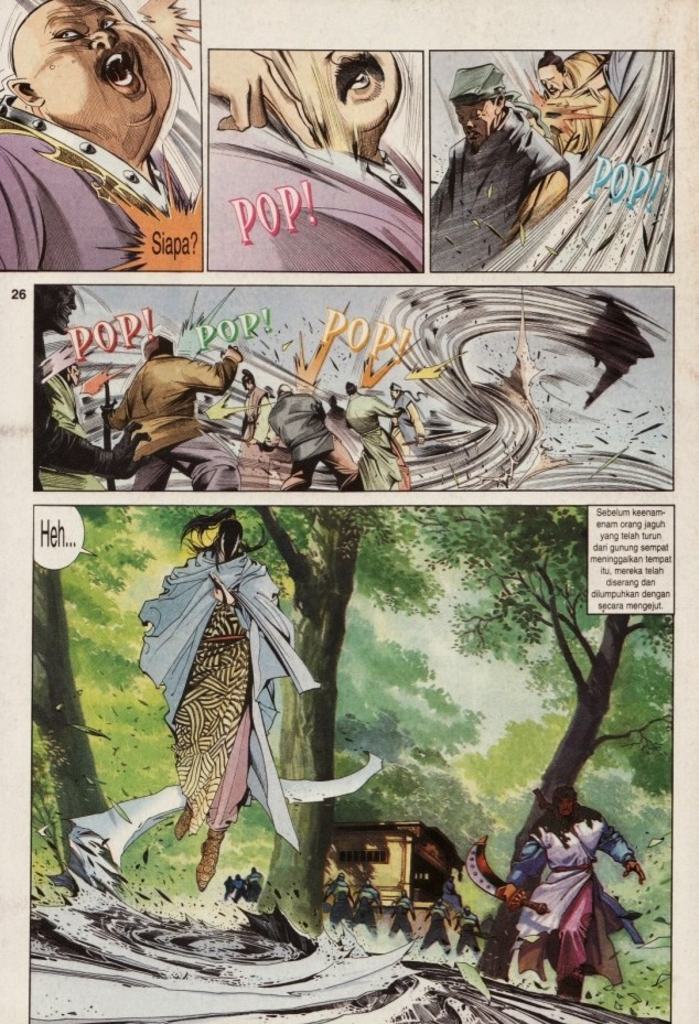 Siapa?
POP!
POP!
26
POP!
POP!
POP!
Heh...
Sebelum keenam-
enam orang jaguh
yang telah turun
dari gunung sempat
meninggalkan tempat
itu, mereka telah
diserang dan
dilumpuhkan dengan
secara mengejut.